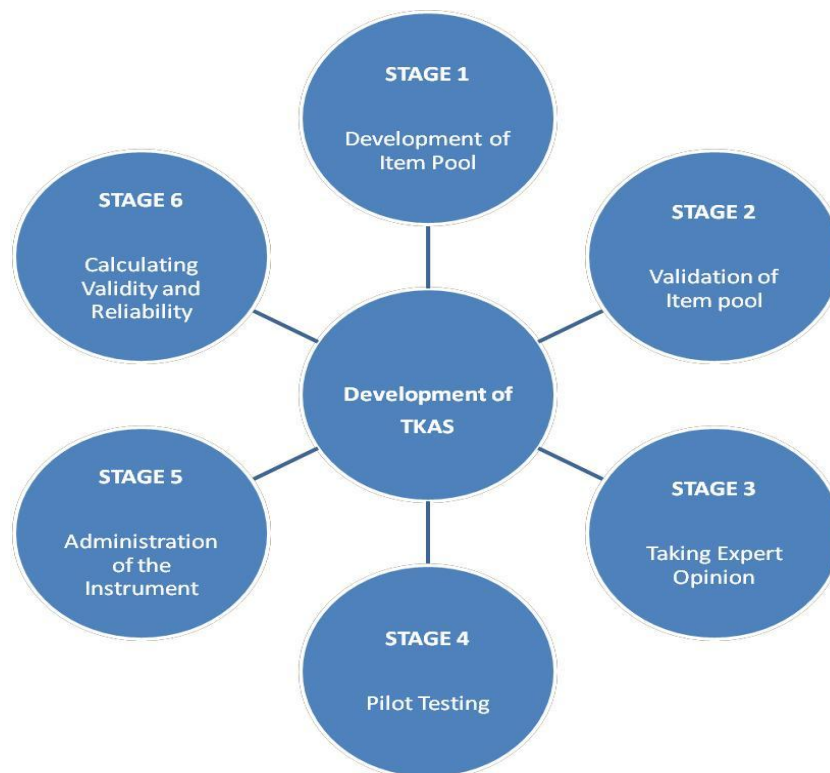 STAGE 1
Development of
Item Pool
STAGE 2
Validation of
Item pool
STAGE 3
Taking Expert
Opinion
STAGE 4
Pilot Testing
STAGE 5
Administration
of the
Instrument
STAGE 6
Calculating
Validity and
Reliability
Development of
TKAS